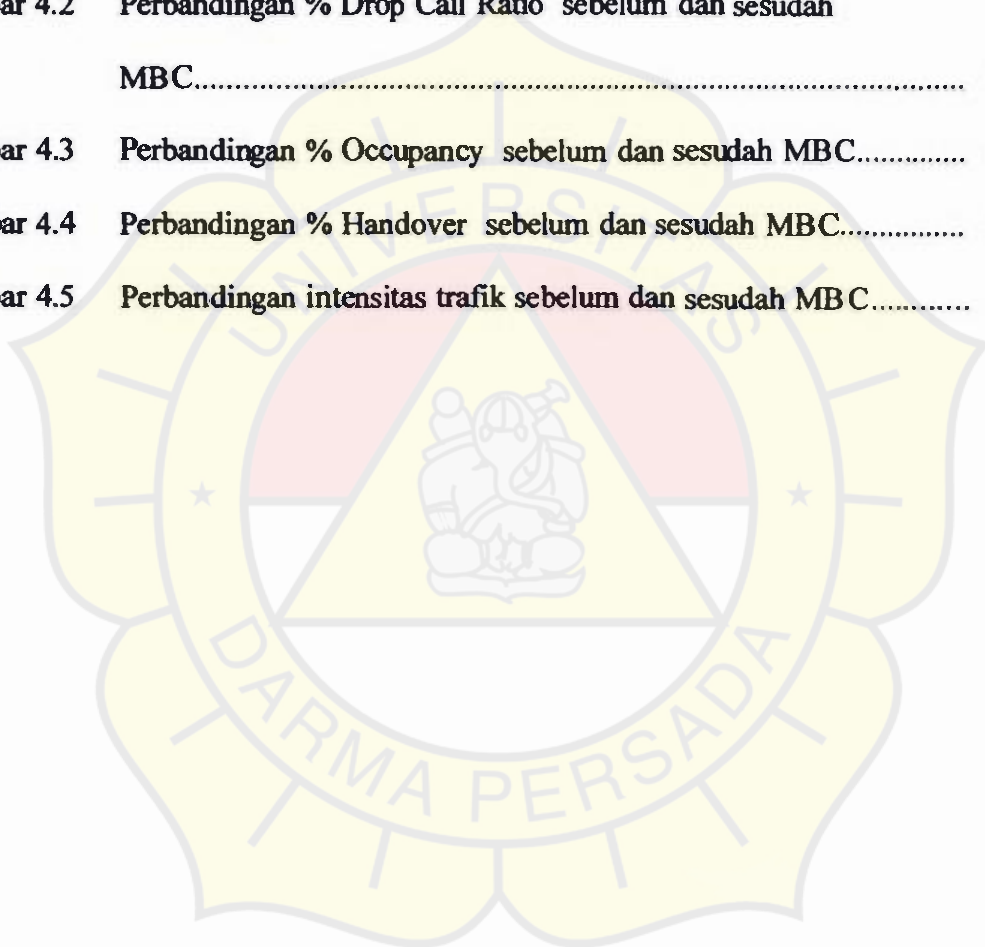 ar 4.2 Perbandingan % Drop Call Ratio sebelum dan sesudah
MBC................................................................................................
ar 4.3 Perbandingan % Occupancy sebelum dan sesudah MBC..............
ar 4.4 Perbandingan % Handover sebelum dan sesudah MBC................
ar 4.5 Perbandingan intensitas trafik sebelum dan sesudah MBC............
UNIVERSITAS
DARMA PERSADA